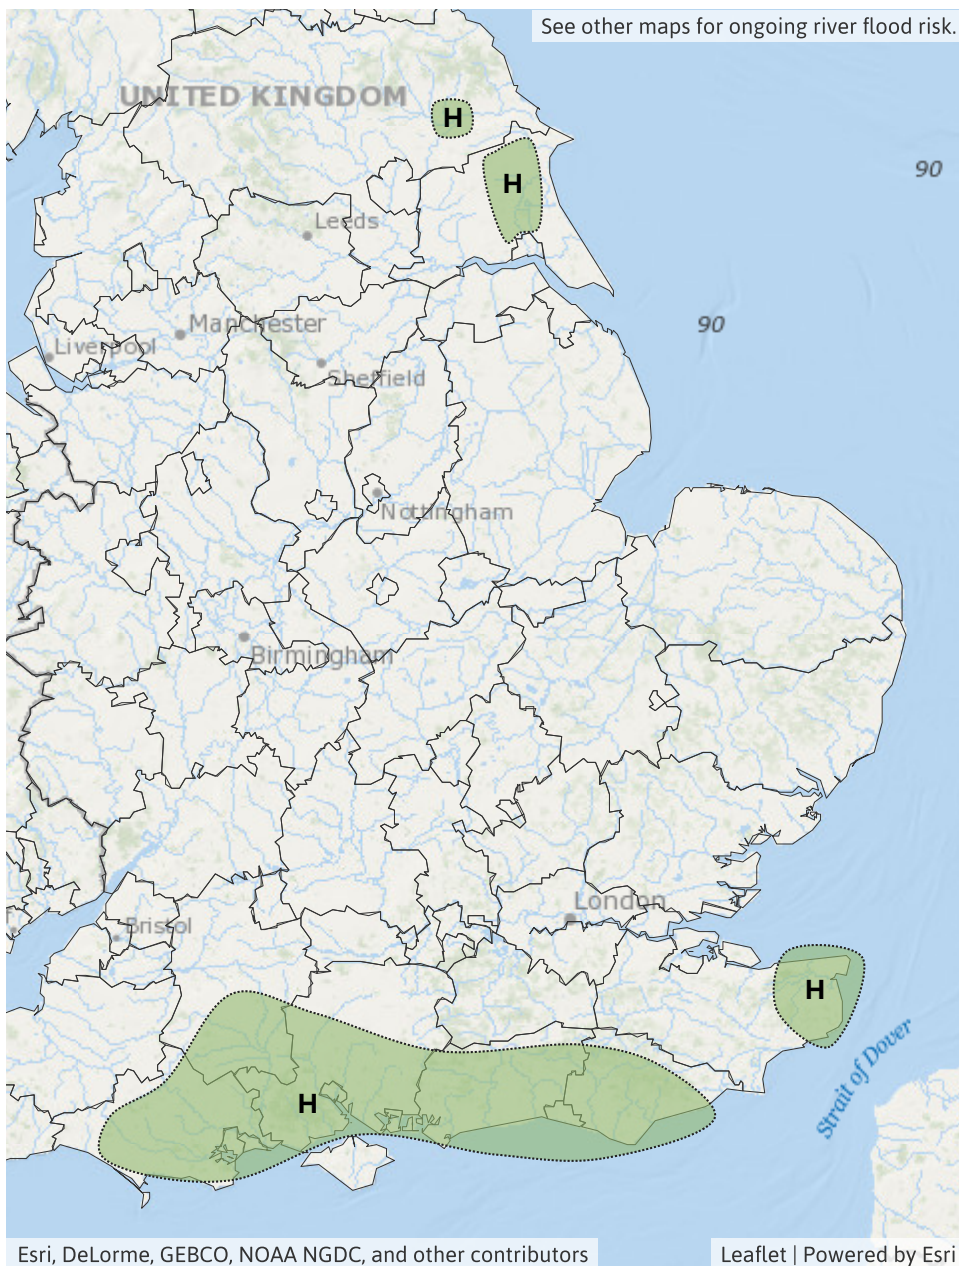 See other maps for ongoing river flood risk.
UNITED KINGDOM
H
90
H
Leeds
Manchester
90
Liverpool
Sheffield
Nottingham
Birmingham
London
Bristol
H
Strait of Dover
H
Esri, DeLorme, GEBCO, NOAA NGDC, and other contributors
Leaflet | Powered by Esri